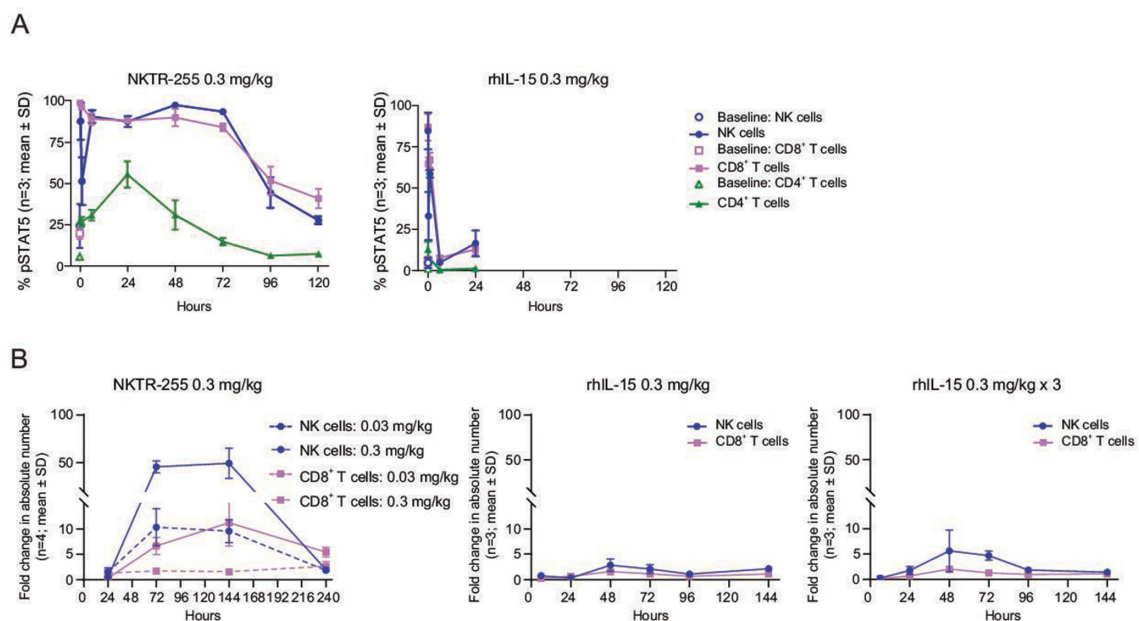 A
NKTR-255 0.3 mg/kg
% pSTAT5 (n=3; mean ± SD)
100
75
50
25
0
0 24 48 72 96 120
Hours
rhIL-15 0.3 mg/kg
% pSTAT5 (n=3; mean ± SD)
100
75
50
25
0
0 24 48 72 96 120
Hours
Baseline: NK cells
NK cells
Baseline: CD8⁺ T cells
CD8⁺ T cells
Baseline: CD4⁺ T cells
CD4⁺ T cells
B
NKTR-255 0.3 mg/kg
Fold change in absolute number
(n=4; mean ± SD)
100
50
10
5
0
0 24 48 72 96 120 144 168 192 216 240
Hours
NK cells: 0.03 mg/kg
NK cells: 0.3 mg/kg
CD8⁺ T cells: 0.03 mg/kg
CD8⁺ T cells: 0.3 mg/kg
rhIL-15 0.3 mg/kg
Fold change in absolute number
(n=3; mean ± SD)
100
50
10
5
0
0 24 48 72 96 120 144
Hours
NK cells
CD8⁺ T cells
rhIL-15 0.3 mg/kg x 3
Fold change in absolute number
(n=3; mean ± SD)
100
50
10
5
0
0 24 48 72 96 120 144
Hours
NK cells
CD8⁺ T cells